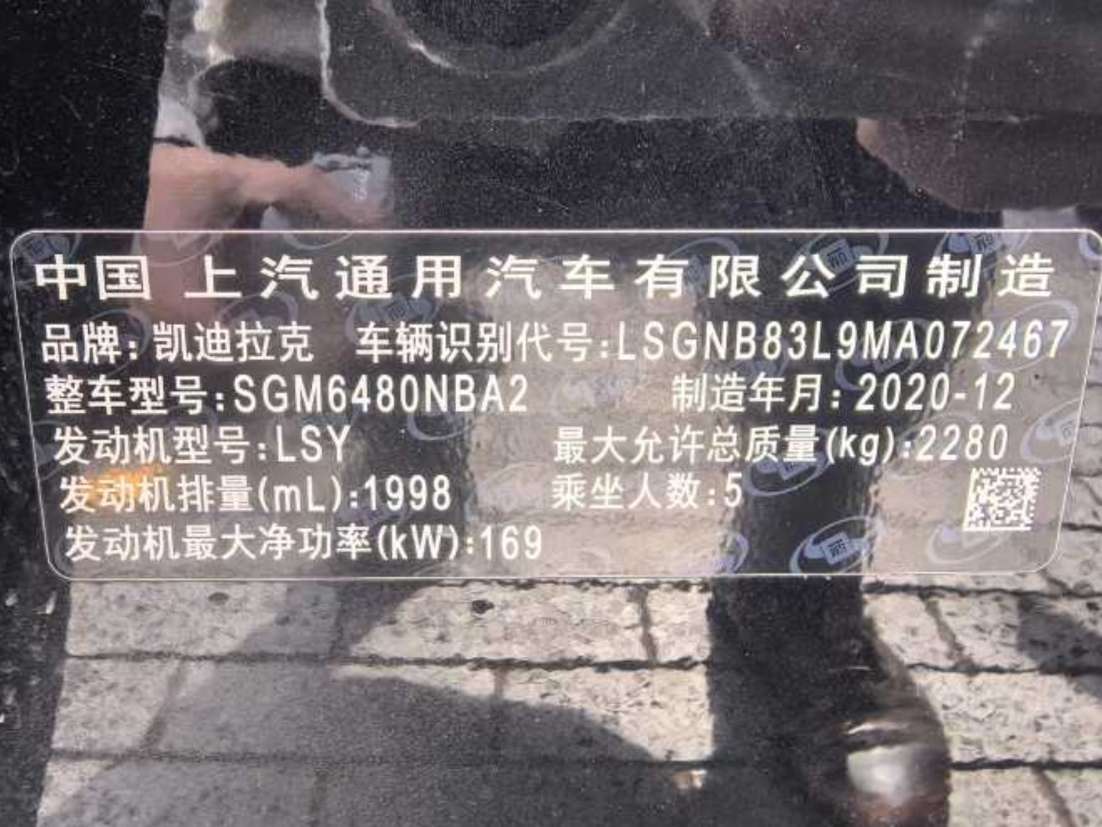 中国 上汽通用汽车有限公司制造
品牌:凯迪拉克 车辆识别代号:LSGNB83L9MA072467
整车型号:SGM6480NBA2 制造年月:2020-12
发动机型号:LSY 最大允许总质量(kg):2280
发动机排量(mL):1998 乘坐人数:5
发动机最大净功率(kW):169